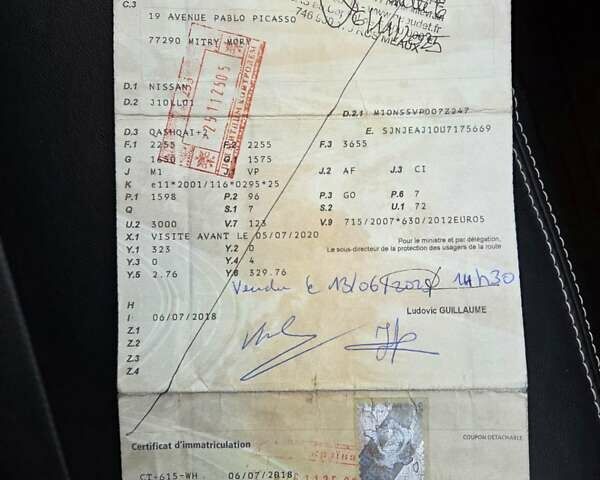 C.3
19 AVENUE PABLO PICASSO
77290 MITRY MORY
D.1 NISSAN
D.2 J10LL01
D.2.1 M10NSSVP007Z247
D.3 QASHQAI+2 E. SJNJEAJ10U7175669
F.1 2255 F.2 2255 F.3 3655
G 1650 G.1 1575
J M1 J.1 VP J.2 AF J.3 CI
K e11*2001/116*0295*25
P.1 1598 P.2 96 P.3 GO P.6 7
Q S.1 7 S.2 U.1 72
U.2 3000 V.7 123 V.9 715/2007*630/2012EURO5
X.1 VISITE AVANT LE 05/07/2020
Pour le ministre et par délégation,
Le sous-directeur de la protection des usagers de la route
Y.1 323 Y.2 0
Y.3 0 Y.4 4
Y.5 2.76 Y.6 329.76
Vendu le 13/06/2025 14h30
H
Ludovic GUILLAUME
I 06/07/2018
Z.1
Z.2
Z.3
Z.4
Certificat d'immatriculation
COUPON DÉTACHABLE
CT-615-WH 06/07/2018